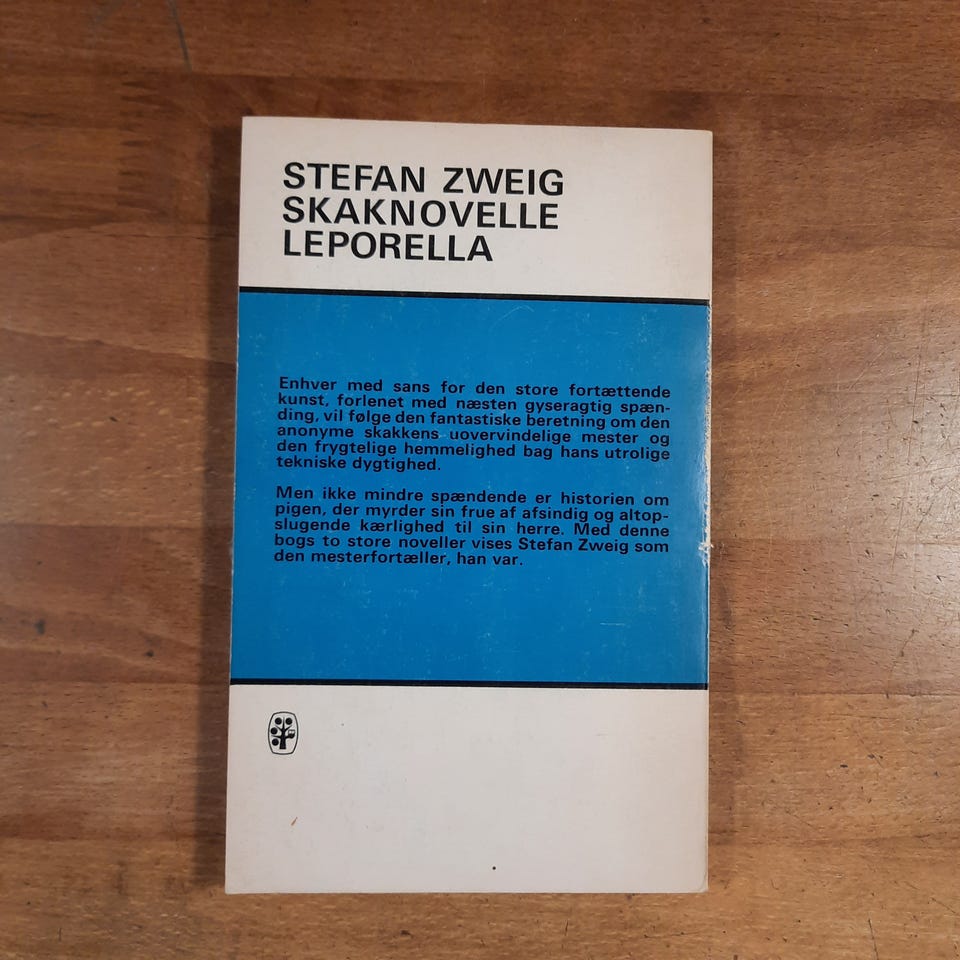 STEFAN ZWEIG
SKAKNOVELLE
LEPORELLA
Enhver med sans for den store fortættende
kunst, forlenet med næsten gyseragtig spæn-
ding, vil følge den fantastiske beretning om den
anonyme skakkens uovervindelige mester og
den frygtelige hemmelighed bag hans utrolige
tekniske dygtighed.
Men ikke mindre spændende er historien om
pigen, der myrder sin frue af afsindig og altop-
slugende kærlighed til sin herre. Med denne
bogs to store noveller vises Stefan Zweig som
den mesterfortæller, han var.